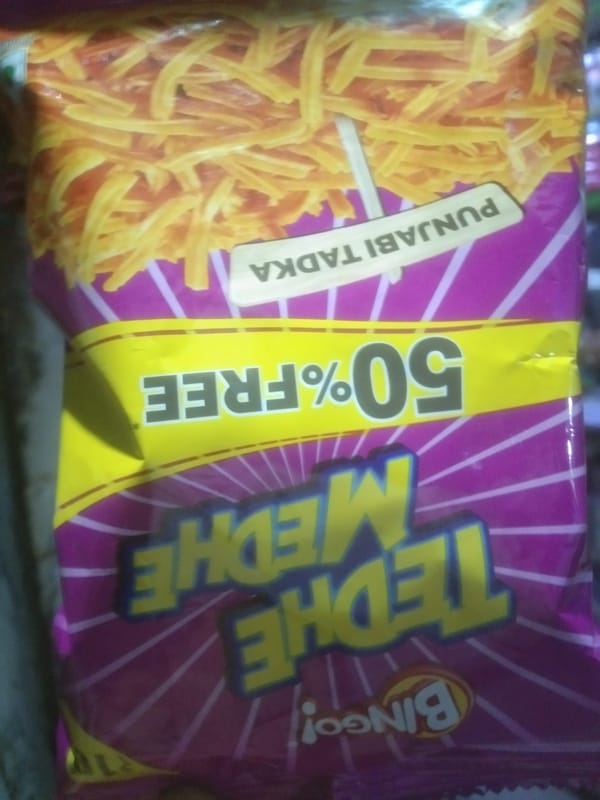 BINGO!
TEDHE
MEDHE
50%FREE*
PUNJABI TADKA